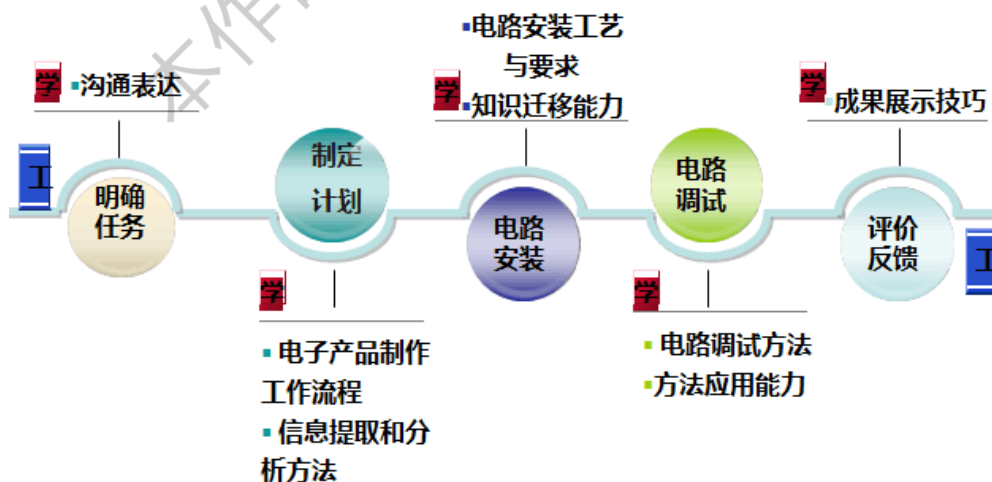 本作
学
▪沟通表达
工
明确
任务
制定
计划
学
▪电子产品制作
工作流程
▪信息提取和分
析方法
▪电路安装工艺
与要求
学
▪知识迁移能力
电路
安装
电路
调试
学
▪电路调试方法
▪方法应用能力
学
▪成果展示技巧
评价
反馈
工